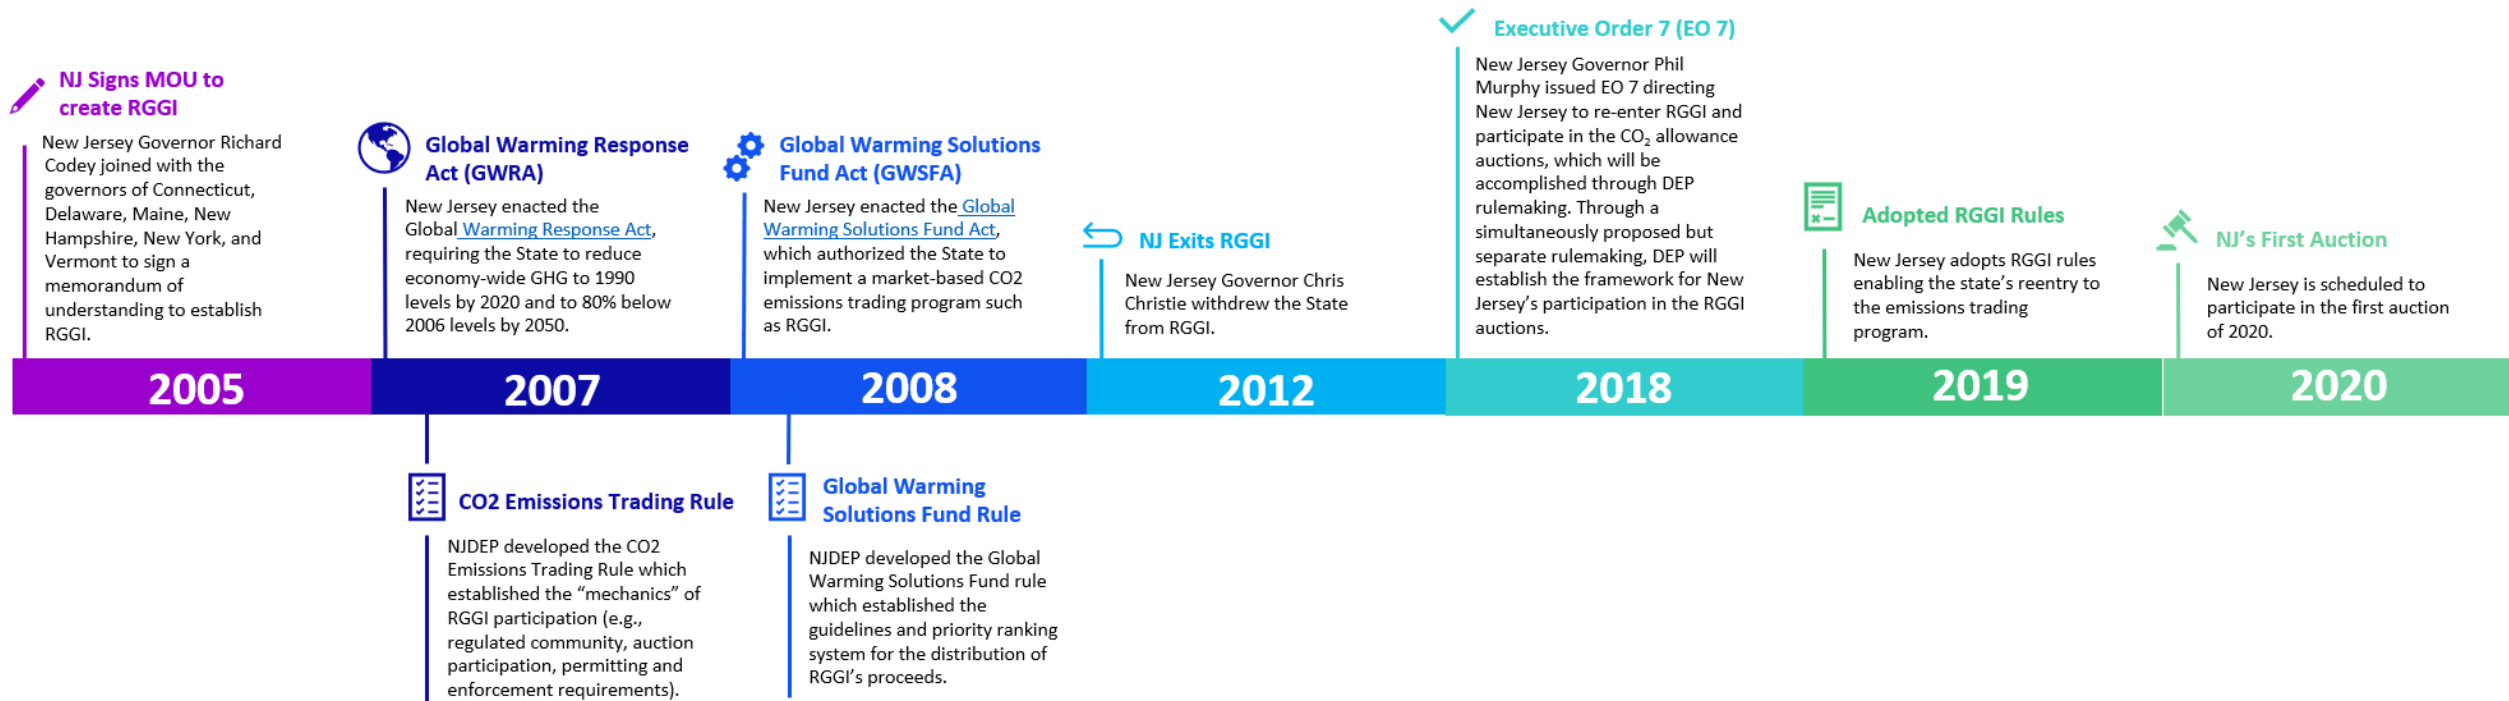 NJ Signs MOU to
create RGGI
New Jersey Governor Richard
Codey joined with the
governors of Connecticut,
Delaware, Maine, New
Hampshire, New York, and
Vermont to sign a
memorandum of
understanding to establish
RGGI.
Global Warming Response
Act (GWRA)
New Jersey enacted the
Global Warming Response Act,
requiring the State to reduce
economy-wide GHG to 1990
levels by 2020 and to 80% below
2006 levels by 2050.
Global Warming Solutions
Fund Act (GWSFA)
New Jersey enacted the Global
Warming Solutions Fund Act,
which authorized the State to
implement a market-based CO2
emissions trading program such
as RGGI.
NJ Exits RGGI
New Jersey Governor Chris
Christie withdrew the State
from RGGI.
Executive Order 7 (EO 7)
New Jersey Governor Phil
Murphy issued EO 7 directing
New Jersey to re-enter RGGI and
participate in the CO₂ allowance
auctions, which will be
accomplished through DEP
rulemaking. Through a
simultaneously proposed but
separate rulemaking, DEP will
establish the framework for New
Jersey's participation in the RGGI
auctions.
Adopted RGGI Rules
New Jersey adopts RGGI rules
enabling the state's reentry to
the emissions trading
program.
NJ's First Auction
New Jersey is scheduled to
participate in the first auction
of 2020.
2005
2007
2008
2012
2018
2019
2020
CO2 Emissions Trading Rule
NJDEP developed the CO2
Emissions Trading Rule which
established the “mechanics” of
RGGI participation (e.g.,
regulated community, auction
participation, permitting and
enforcement requirements).
Global Warming
Solutions Fund Rule
NJDEP developed the Global
Warming Solutions Fund rule
which established the
guidelines and priority ranking
system for the distribution of
RGGI's proceeds.